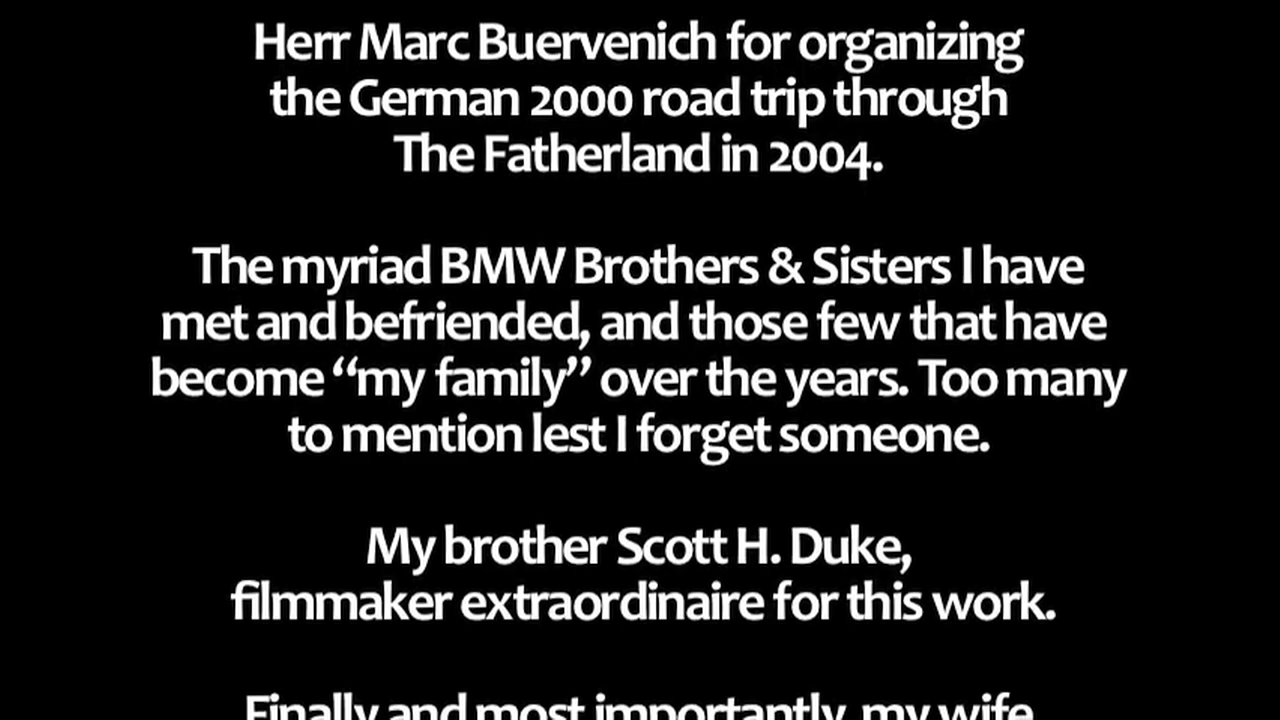 Herr Marc Buervenich for organizing
the German 2000 road trip through
The Fatherland in 2004.
The myriad BMW Brothers & Sisters I have
met and befriended, and those few that have
become “my family” over the years. Too many
to mention lest I forget someone.
My brother Scott H. Duke,
filmmaker extraordinaire for this work.
Finally and most importantly, my wife